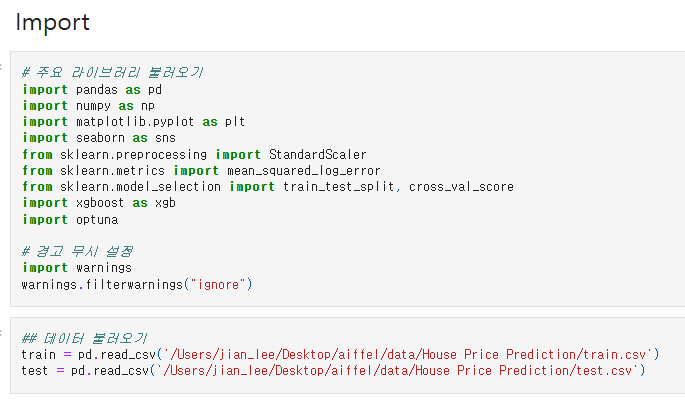 Import
# 주요 라이브러리 불러오기
import pandas as pd
import numpy as np
import matplotlib.pyplot as plt
import seaborn as sns
from sklearn.preprocessing import StandardScaler
from sklearn.metrics import mean_squared_log_error
from sklearn.model_selection import train_test_split, cross_val_score
import xgboost as xgb
import optuna
# 경고 무시 설정
import warnings
warnings.filterwarnings("ignore")
## 데이터 불러오기
train = pd.read_csv('/Users/jian_lee/Desktop/aiffel/data/House Price Prediction/train.csv')
test = pd.read_csv('/Users/jian_lee/Desktop/aiffel/data/House Price Prediction/test.csv')